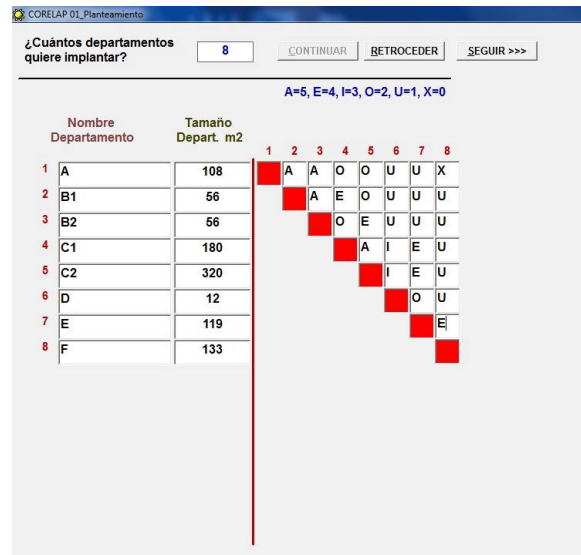 CORELAP 01_Planteamiento
¿Cuántos departamentos
quiere implantar?
8
CONTINUAR
RETROCEDER
SEGUIR >>>
A=5, E=4, I=3, O=2, U=1, X=0
Nombre
Departamento
Tamaño
Depart. m2
1 2 3 4 5 6 7 8
1 A 108 A A O O U U X
2 B1 56 A E O U U U
3 B2 56 O E U U U
4 C1 180 A I E U
5 C2 320 I E U
6 D 12 O U
7 E 119 E
8 F 133